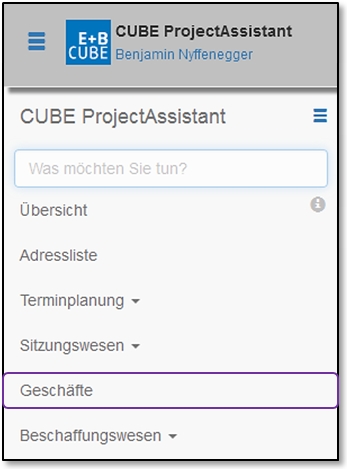 E+B
CUBE
CUBE ProjectAssistant
Benjamin Nyffenegger
CUBE ProjectAssistant
Was möchten Sie tun?
Übersicht
Adressliste
Terminplanung
Sitzungswesen
Geschäfte
Beschaffungswesen